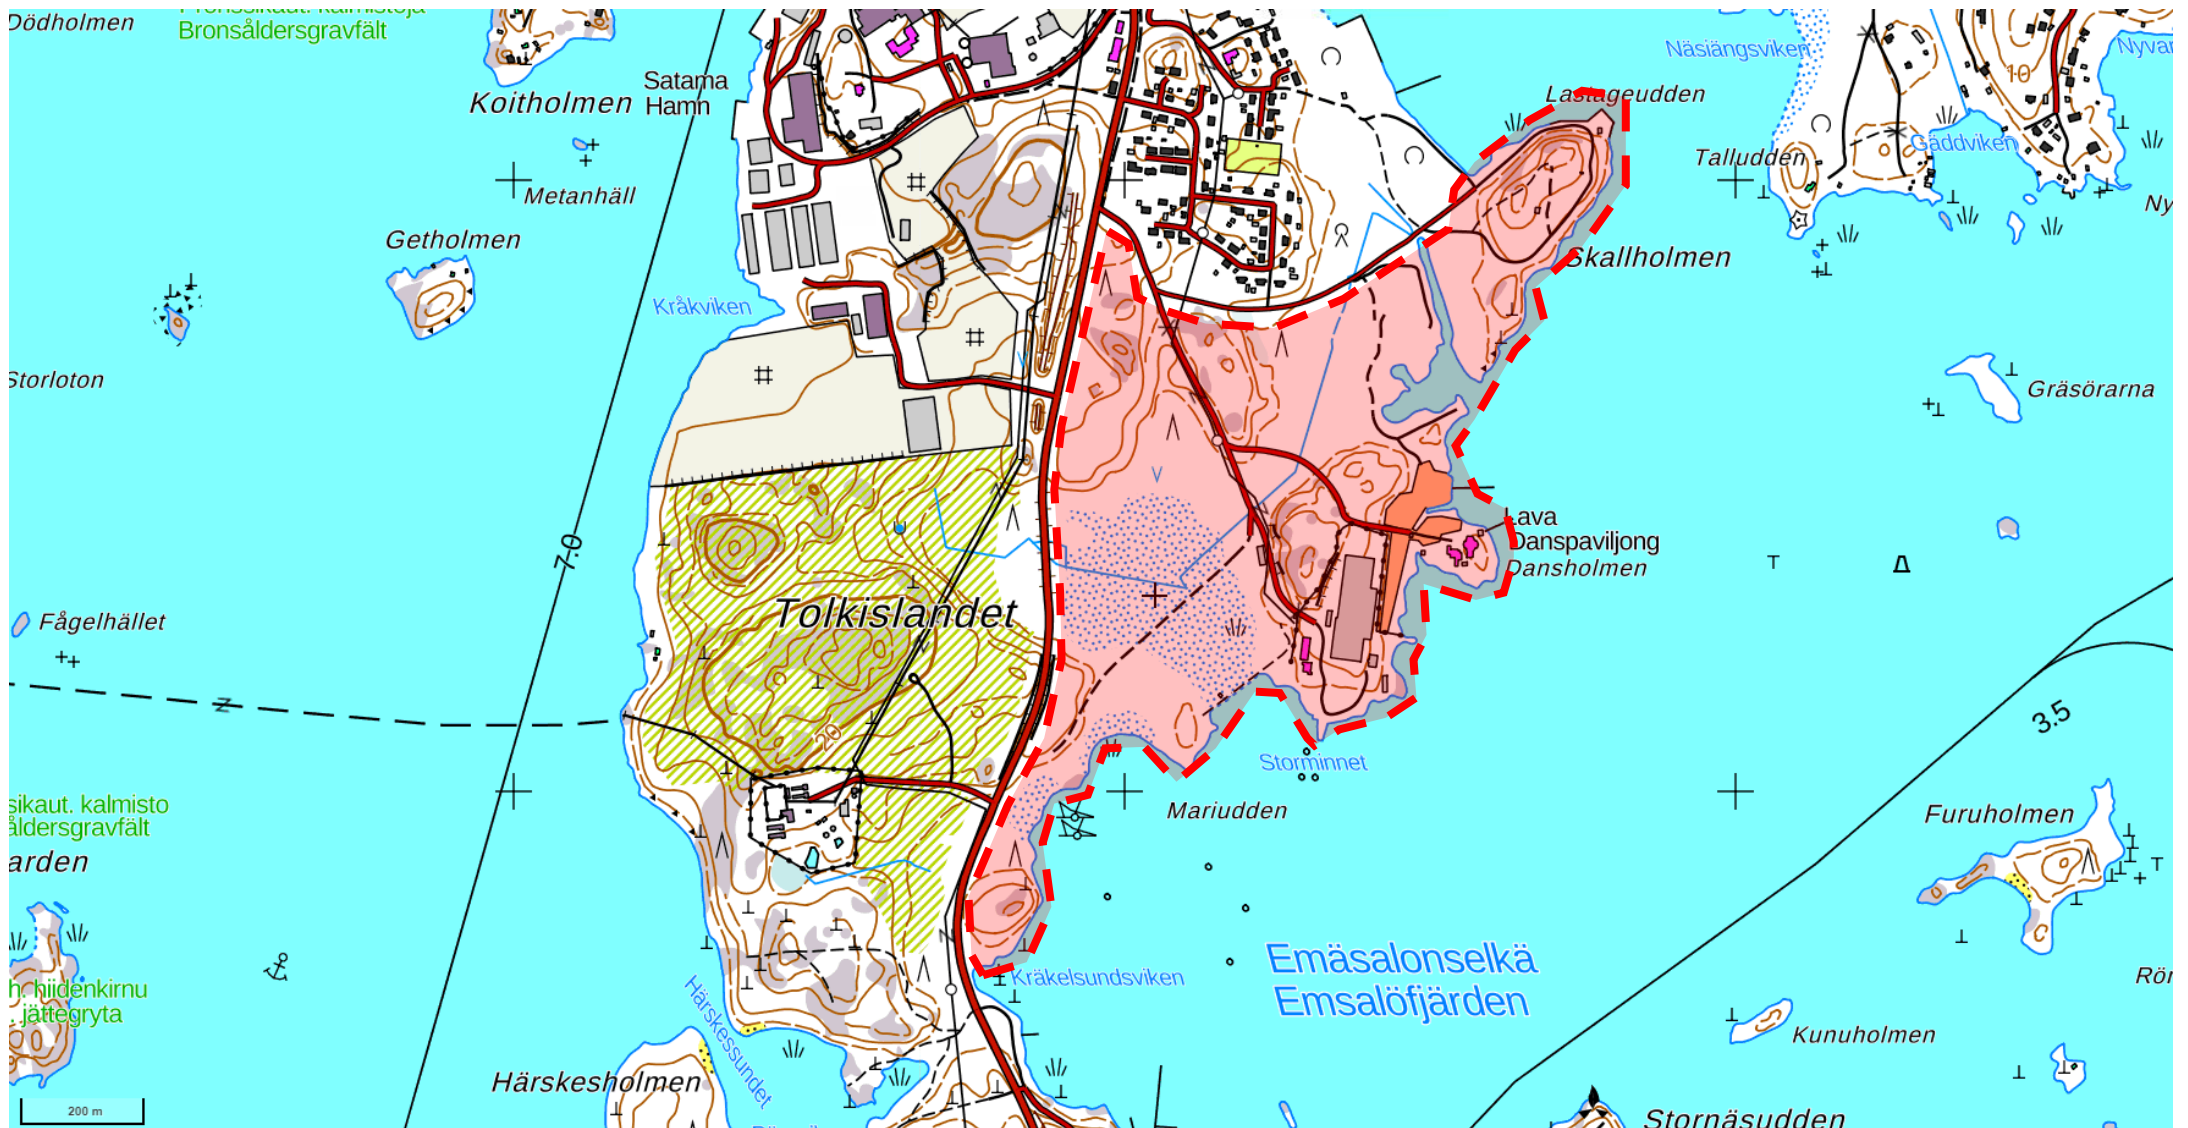 Dödholmen
Bronsåldersgravfält
Koitholmen
Satama
Hamn
Metanhäll
Getholmen
Kråkviken
Storloton
Näsiängsviken
Lastageudden
Talludden
Gäddviken
10
Skallholmen
Gräsörarna
Lava
Danspaviljong
Dansholmen
7.0
Fågelhället
Tolkislandet
20
Storminnet
Mariudden
3.5
Furuholmen
sikaut. kalmisto
åldersgravfält
arden
Emäsalonselkä
Emsalöfjärden
Kräkelsundsviken
h. hiidenkirnu
jättegryta
Härskessundet
Härskesholmen
Kunuholmen
Stornäsudden
200 m